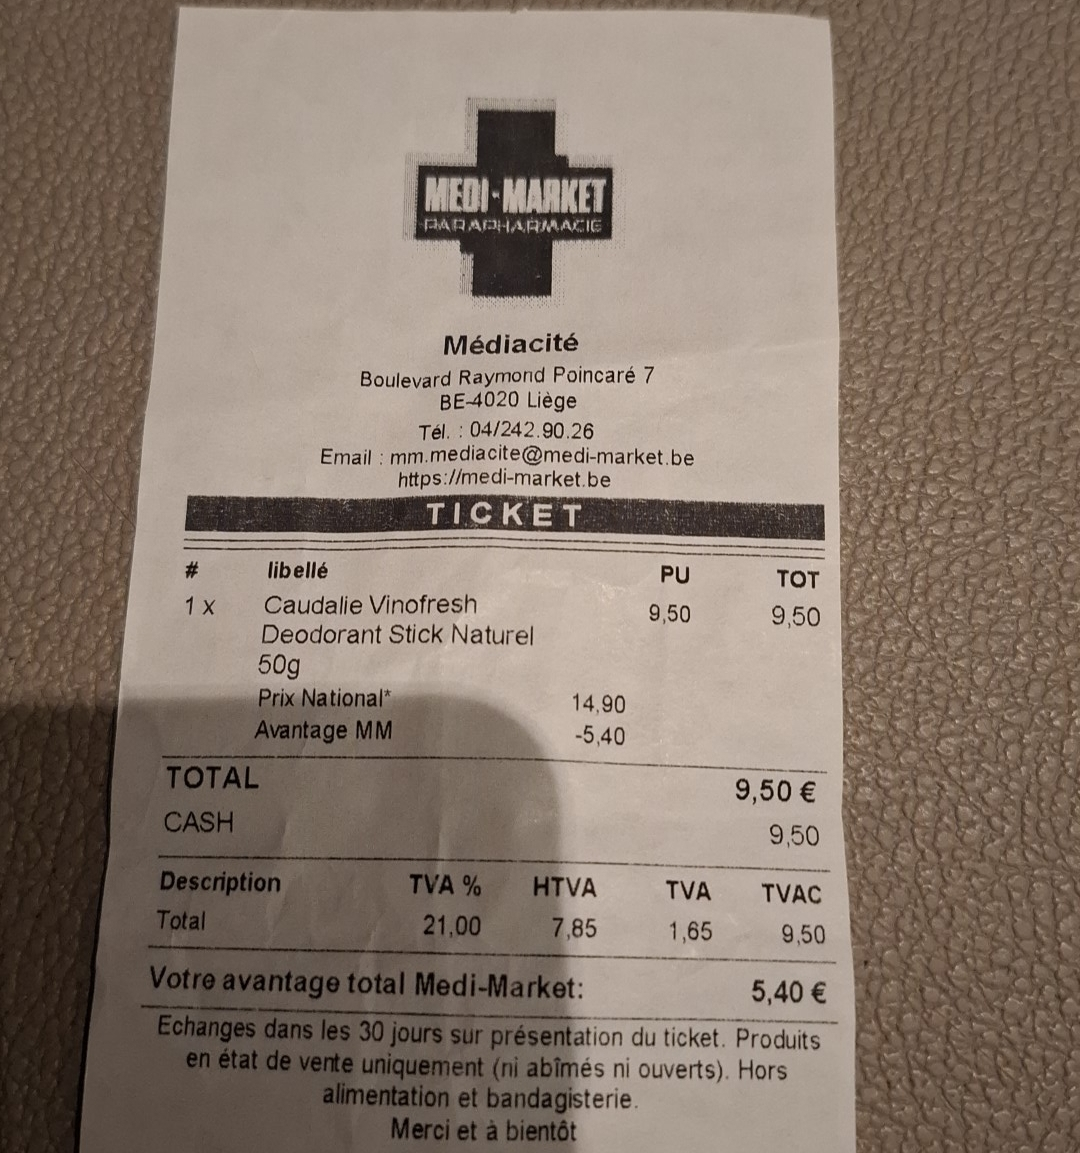 MEDI-MARKET
PARAPHARMACIE
Médiacité
Boulevard Raymond Poincaré 7
BE-4020 Liège
Tél. : 04/242.90.26
Email : mm.mediacite@medi-market.be
https://medi-market.be
TICKET
# libellé PU TOT
1 x Caudalie Vinofresh 9,50 9,50
Deodorant Stick Naturel
50g
Prix National* 14,90
Avantage MM -5,40
TOTAL 9,50 €
CASH 9,50
Description TVA % HTVA TVA TVAC
Total 21,00 7,85 1,65 9,50
Votre avantage total Medi-Market: 5,40 €
Echanges dans les 30 jours sur présentation du ticket. Produits
en état de vente uniquement (ni abîmés ni ouverts). Hors
alimentation et bandagisterie.
Merci et à bientôt